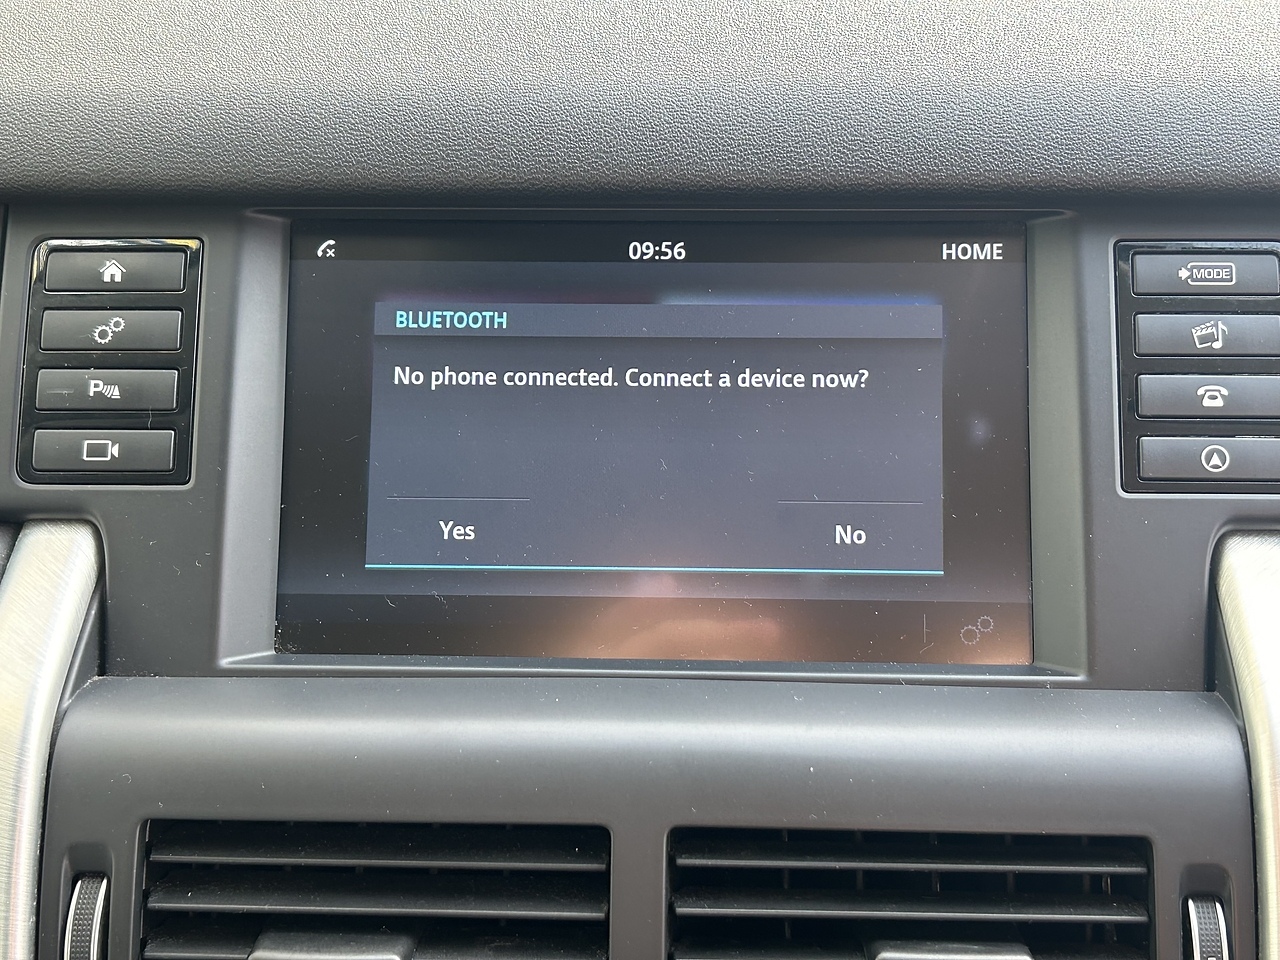 09:56
HOME
BLUETOOTH
No phone connected. Connect a device now?
Yes
No
P
MODE